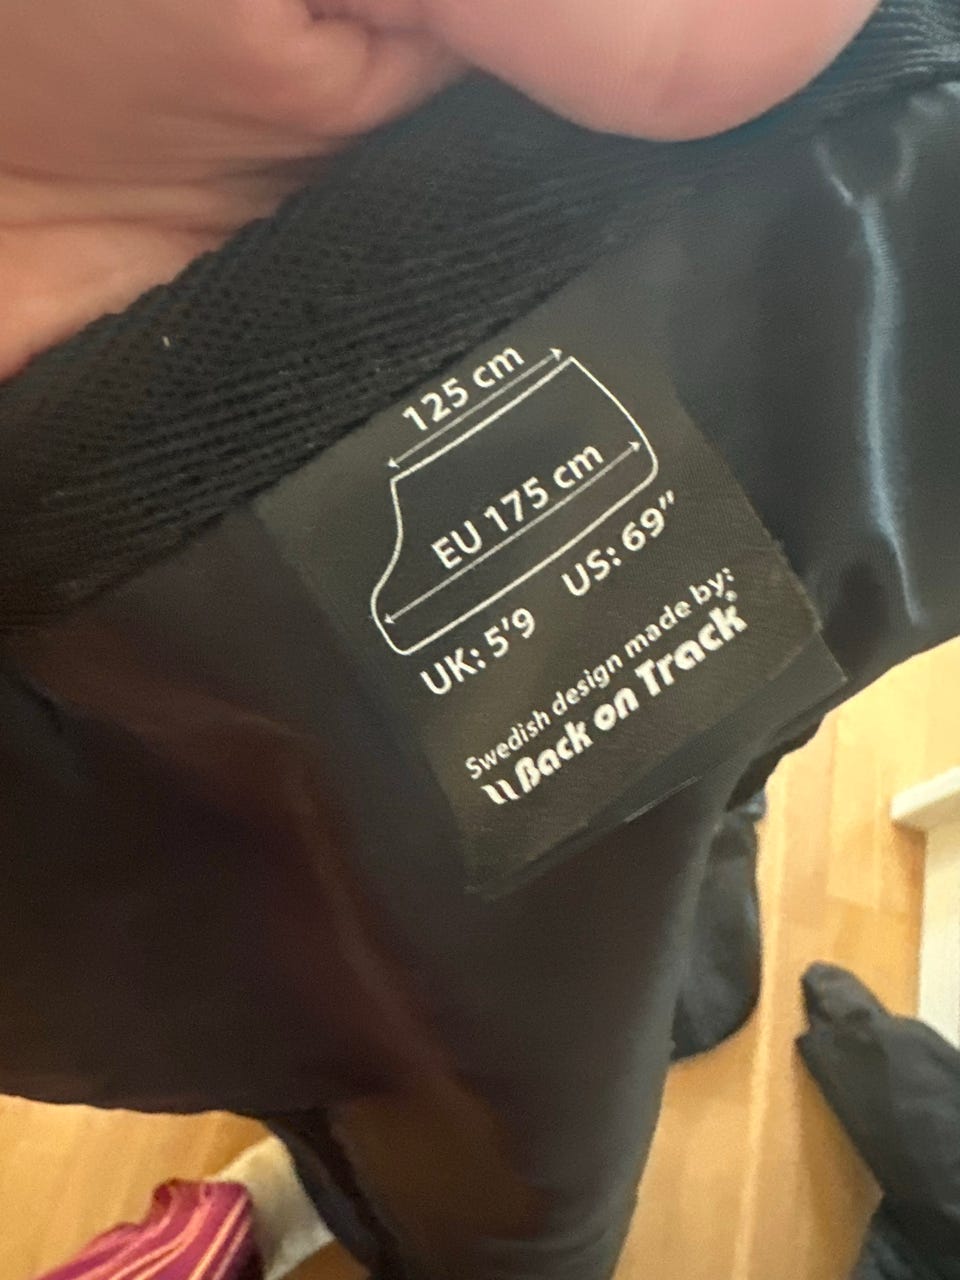 125 cm
EU 175 cm
UK: 5'9 US: 69"
Swedish design made by:
Back on Track®